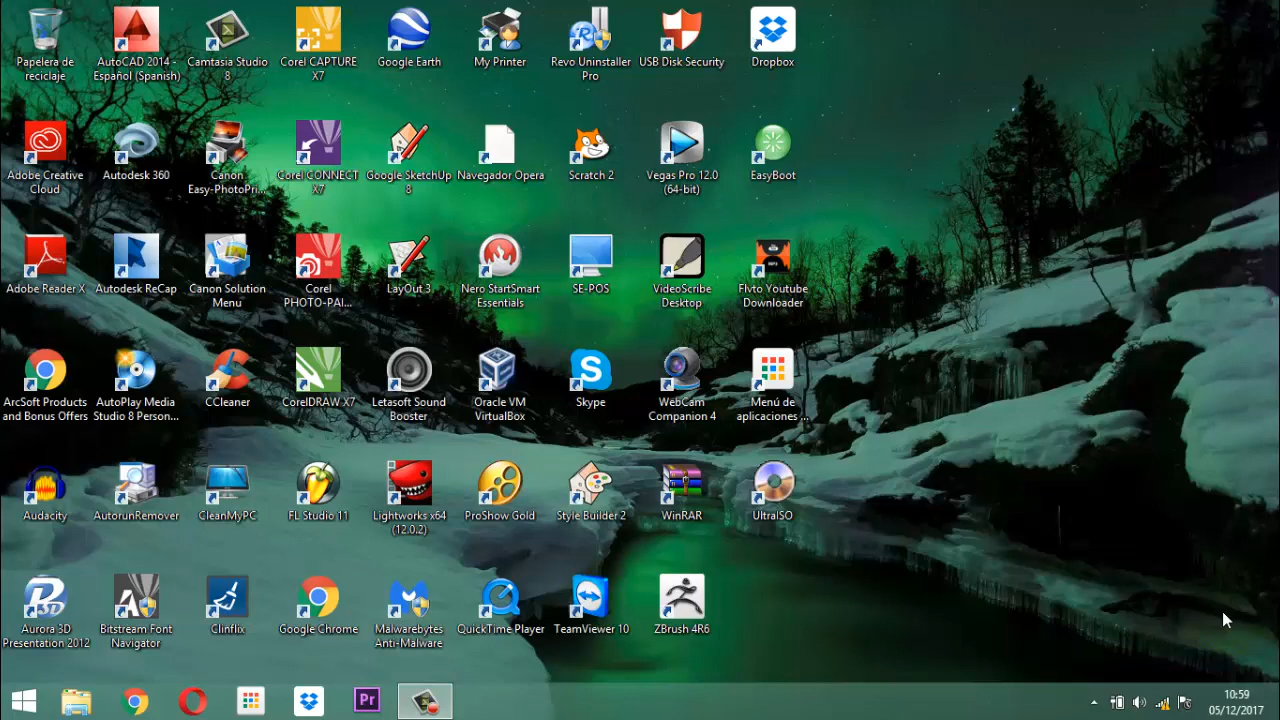 Papelera de
reciclaje
AutoCAD 2014 -
Español (Spanish)
Camtasia Studio
8
Corel CAPTURE
X7
Google Earth
My Printer
Revo Uninstaller
Pro
USB Disk Security
Dropbox
Adobe Creative
Cloud
Autodesk 360
Canon
Easy-PhotoPri...
Corel CONNECT
X7
Google SketchUp
8
Navegador Opera
Scratch 2
Vegas Pro 12.0
(64-bit)
EasyBoot
Adobe Reader X
Autodesk ReCap
Canon Solution
Menu
Corel
PHOTO-PAI...
LayOut 3
Nero StartSmart
Essentials
SE-POS
VideoScribe
Desktop
Flvto Youtube
Downloader
ArcSoft Products
and Bonus Offers
AutoPlay Media
Studio 8 Person...
CCleaner
CorelDRAW X7
Letasoft Sound
Booster
Oracle VM
VirtualBox
Skype
WebCam
Companion 4
Menú de
aplicaciones ...
Audacity
AutorunRemover
CleanMyPC
FL Studio 11
Lightworks x64
(12.0.2)
ProShow Gold
Style Builder 2
WinRAR
UltraISO
Aurora 3D
Presentation 2012
Bitstream Font
Navigator
Clinflix
Google Chrome
Malwarebytes
Anti-Malware
QuickTime Player
TeamViewer 10
ZBrush 4R6
Pr
10:59
05/12/2017